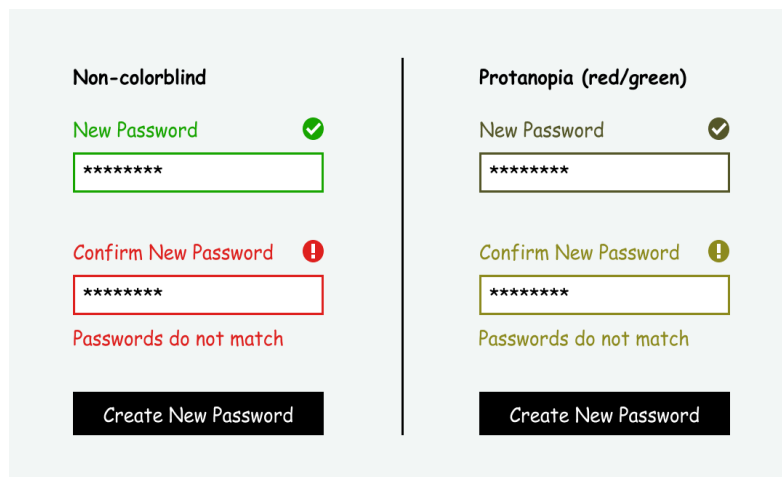 Non-colorblind
New Password
********
Confirm New Password
********
Passwords do not match
Create New Password
Protanopia (red/green)
New Password
********
Confirm New Password
********
Passwords do not match
Create New Password